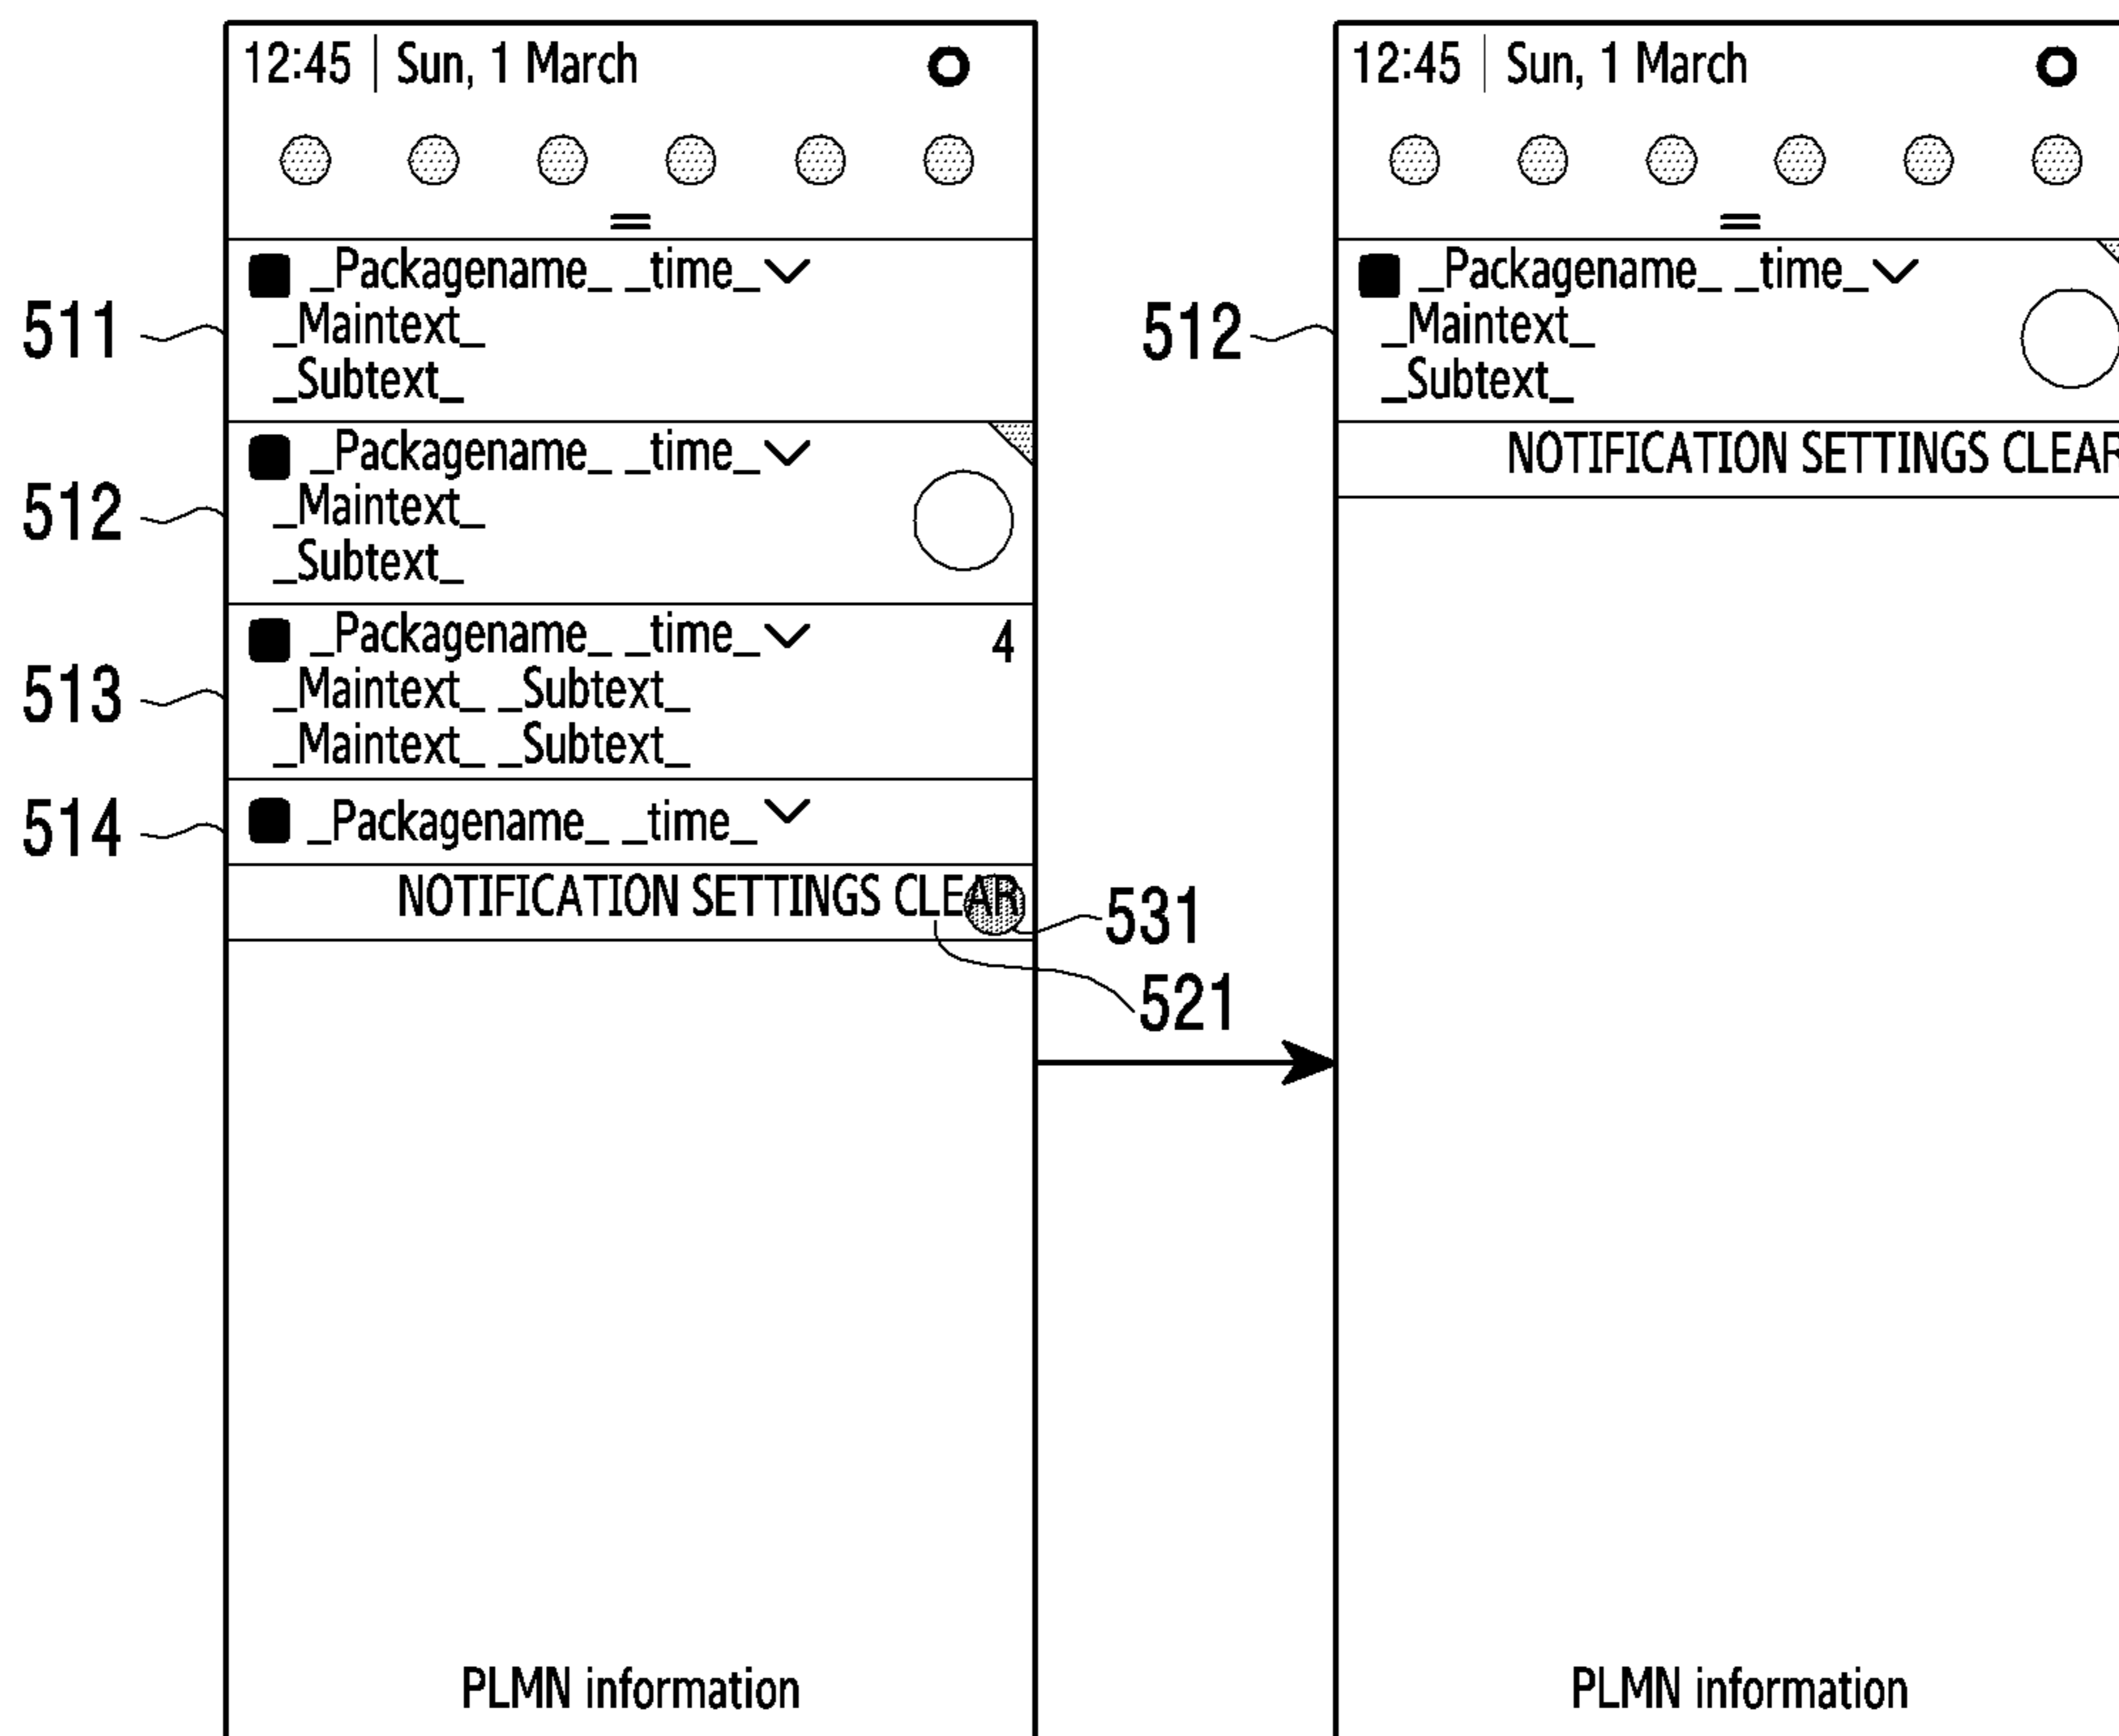 12:45 Sun, 1 March
511
_Packagename_ _time_
_Maintext_
_Subtext_
512
_Packagename_ _time_
_Maintext_
_Subtext_
513
_Packagename_ _time_ 4
_Maintext_ _Subtext_
_Maintext_ _Subtext_
514
_Packagename_ _time_
NOTIFICATION SETTINGS CLEAR
531
521
PLMN information
12:45 Sun, 1 March
512
_Packagename_ _time_
_Maintext_
_Subtext_
NOTIFICATION SETTINGS CLEAR
PLMN information